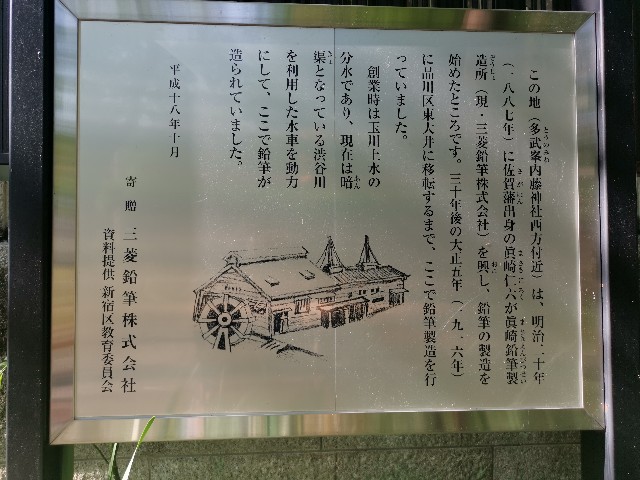 この地（多武峯内藤神社西方付近）は、明治二十年
（一八八七年）に佐賀藩出身の眞崎仁六が眞崎鉛筆製
造所（現・三菱鉛筆株式会社）を興し、鉛筆の製造を
始めたところです。三十年後の大正五年（一九一六年）
に品川区東大井に移転するまで、ここで鉛筆製造を行
っていました。
創業時は玉川上水の
分水であり、現在は暗
渠となっている渋谷川
を利用した水車を動力
にして、ここで鉛筆が
造られていました。
平成十八年十月
寄贈 三菱鉛筆株式会社
資料提供 新宿区教育委員会